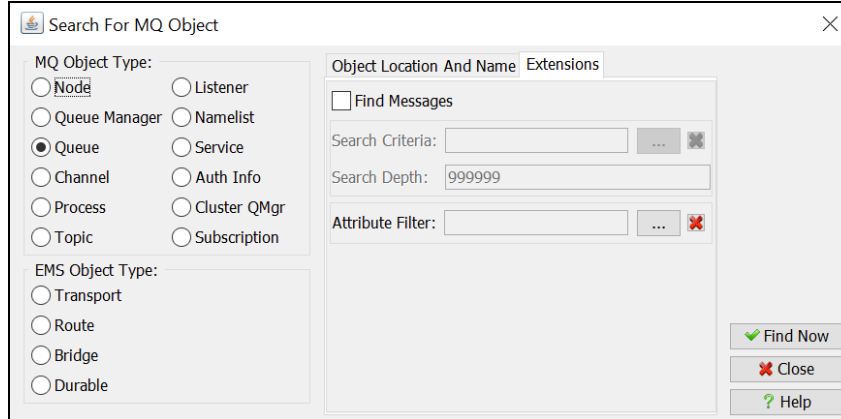 Search For MQ Object
MQ Object Type:
Node
Listener
Queue Manager
Namelist
Queue
Service
Channel
Auth Info
Process
Cluster QMgr
Topic
Subscription
EMS Object Type:
Transport
Route
Bridge
Durable
Object Location And Name
Extensions
Find Messages
Search Criteria:
...
Search Depth:
999999
Attribute Filter:
...
Find Now
Close
? Help